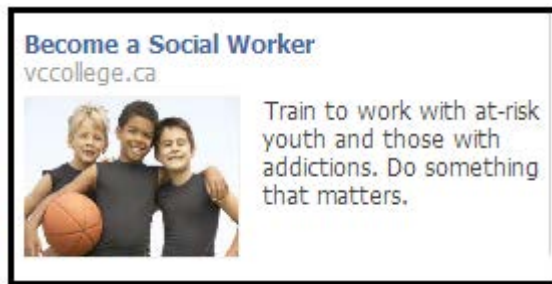 Become a Social Worker
vccollege.ca
Train to work with at-risk
youth and those with
addictions. Do something
that matters.